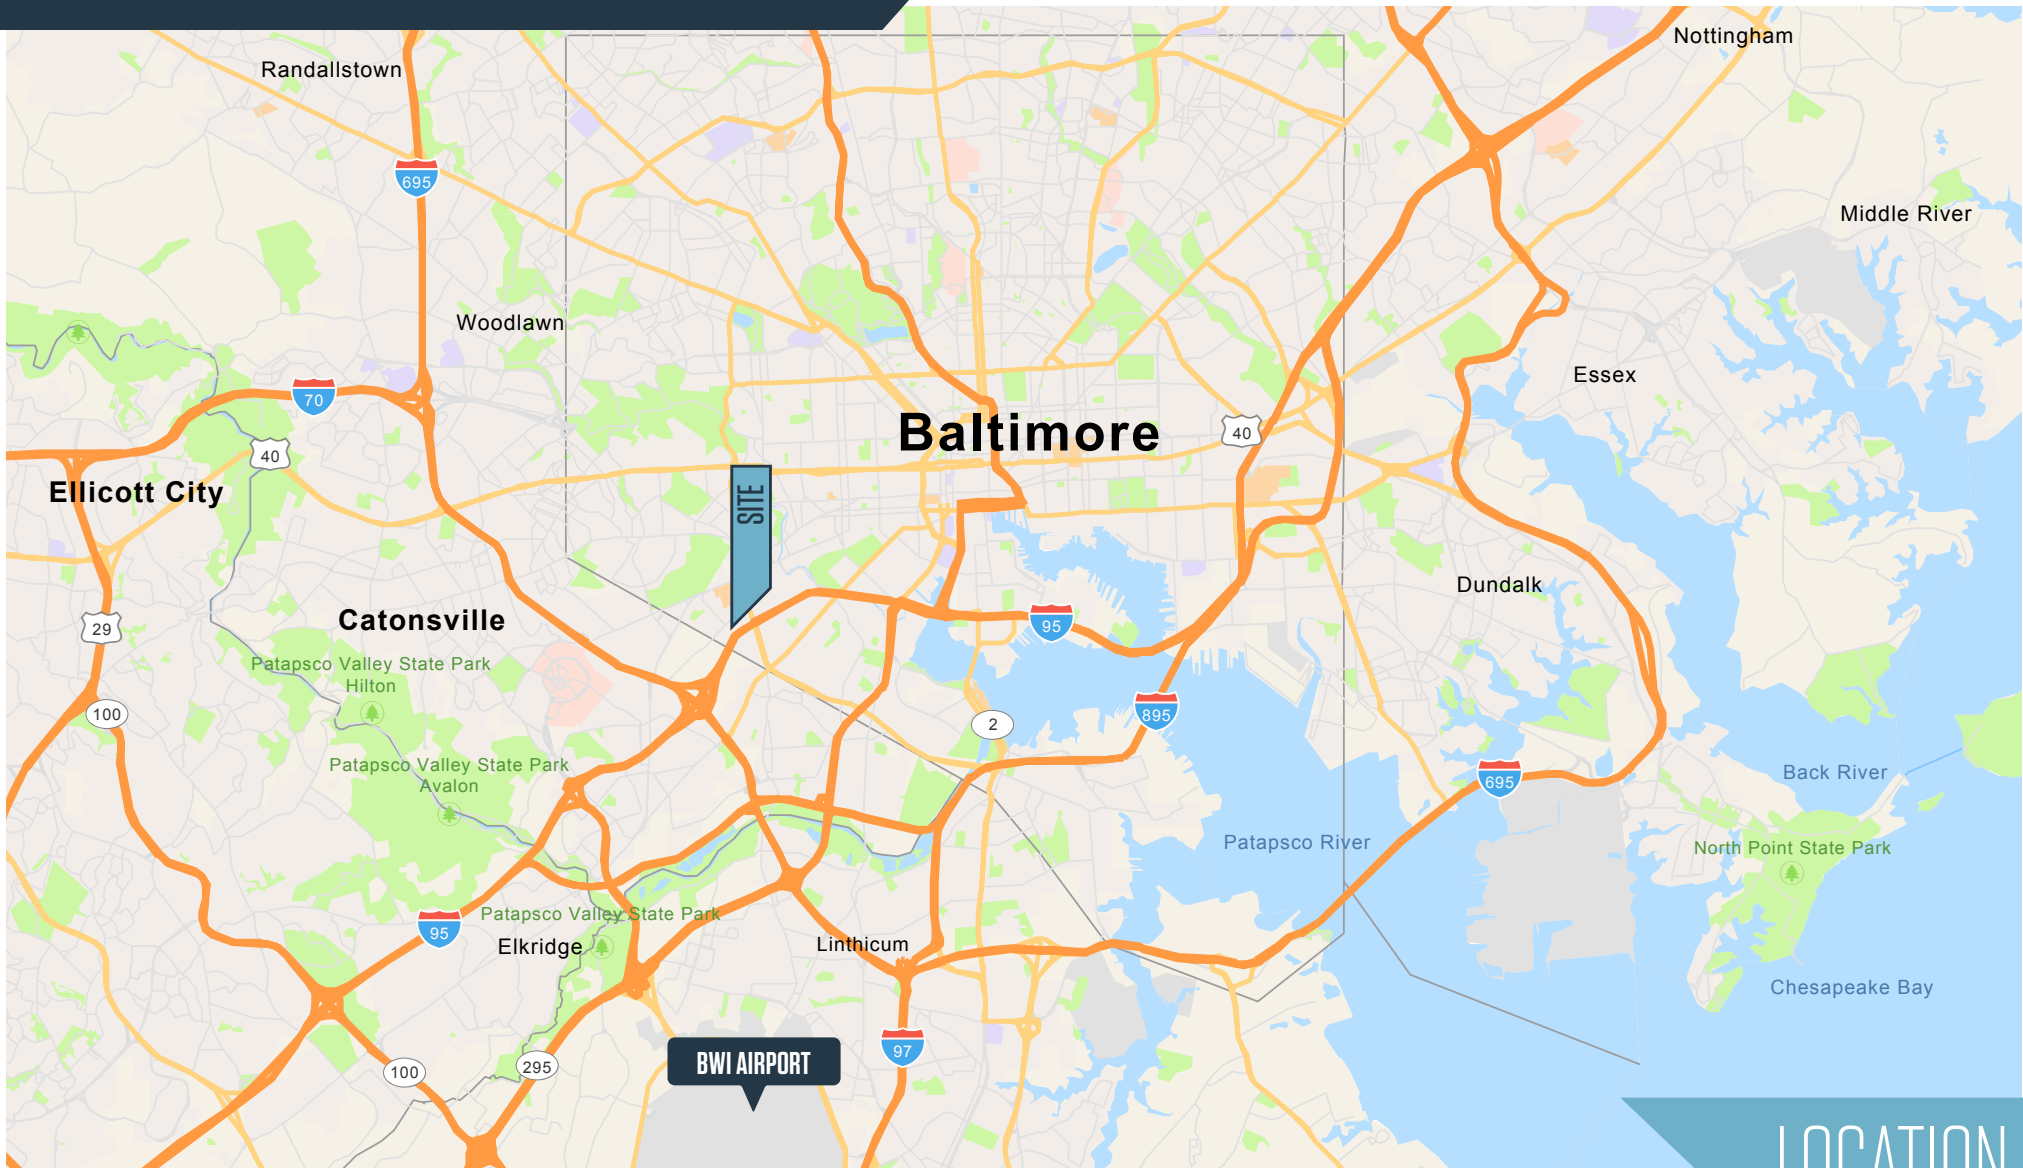 Nottingham
Randallstown
695
Middle River
Woodlawn
Essex
70
Baltimore
40
40
Ellicott City
SITE
Dundalk
Catonsville
29
95
Patapsco Valley State Park
Hilton
100
895
2
Patapsco Valley State Park
Avalon
695
Back River
Patapsco River
North Point State Park
Patapsco Valley State Park
95
Elkridge
Linthicum
Chesapeake Bay
97
BWI AIRPORT
295
100
LOCATION